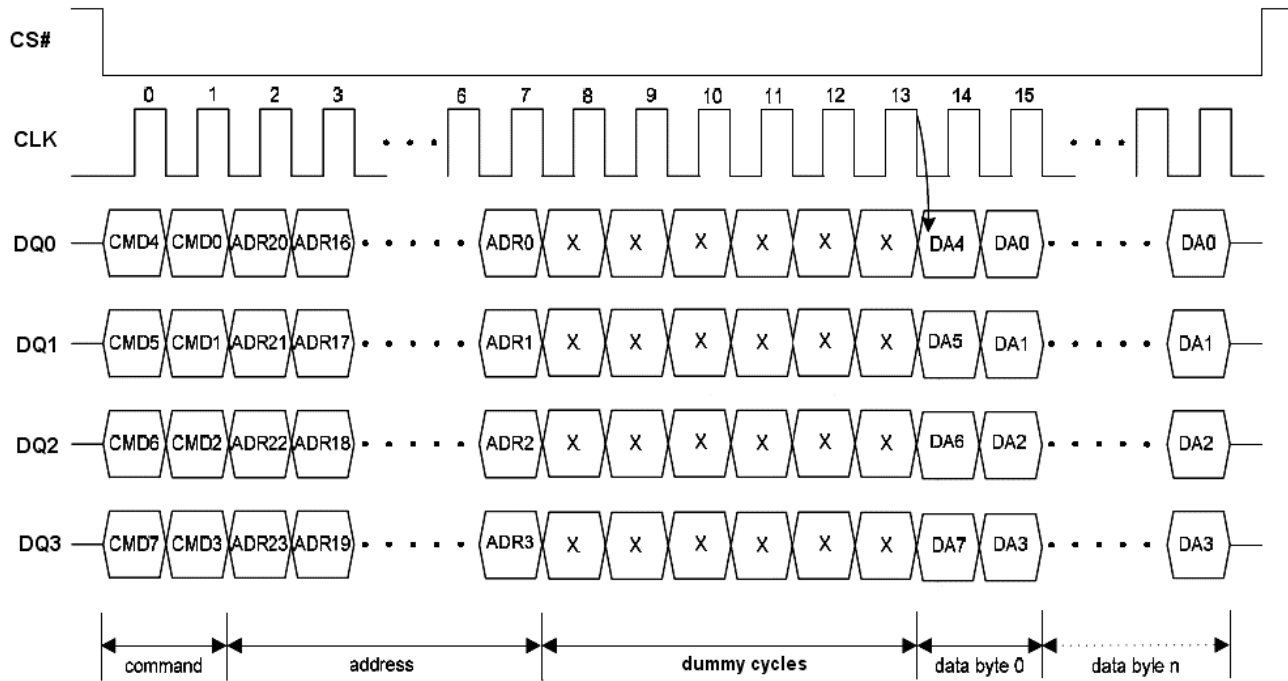 CS#
0 1 2 3 6 7 8 9 10 11 12 13 14 15
CLK
DQ0 CMD4 CMD0 ADR20 ADR16 ADR0 X X X X X X DA4 DA0 DA0
DQ1 CMD5 CMD1 ADR21 ADR17 ADR1 X X X X X X DA5 DA1 DA1
DQ2 CMD6 CMD2 ADR22 ADR18 ADR2 X X X X X X DA6 DA2 DA2
DQ3 CMD7 CMD3 ADR23 ADR19 ADR3 X X X X X X DA7 DA3 DA3
command address dummy cycles data byte 0 data byle n